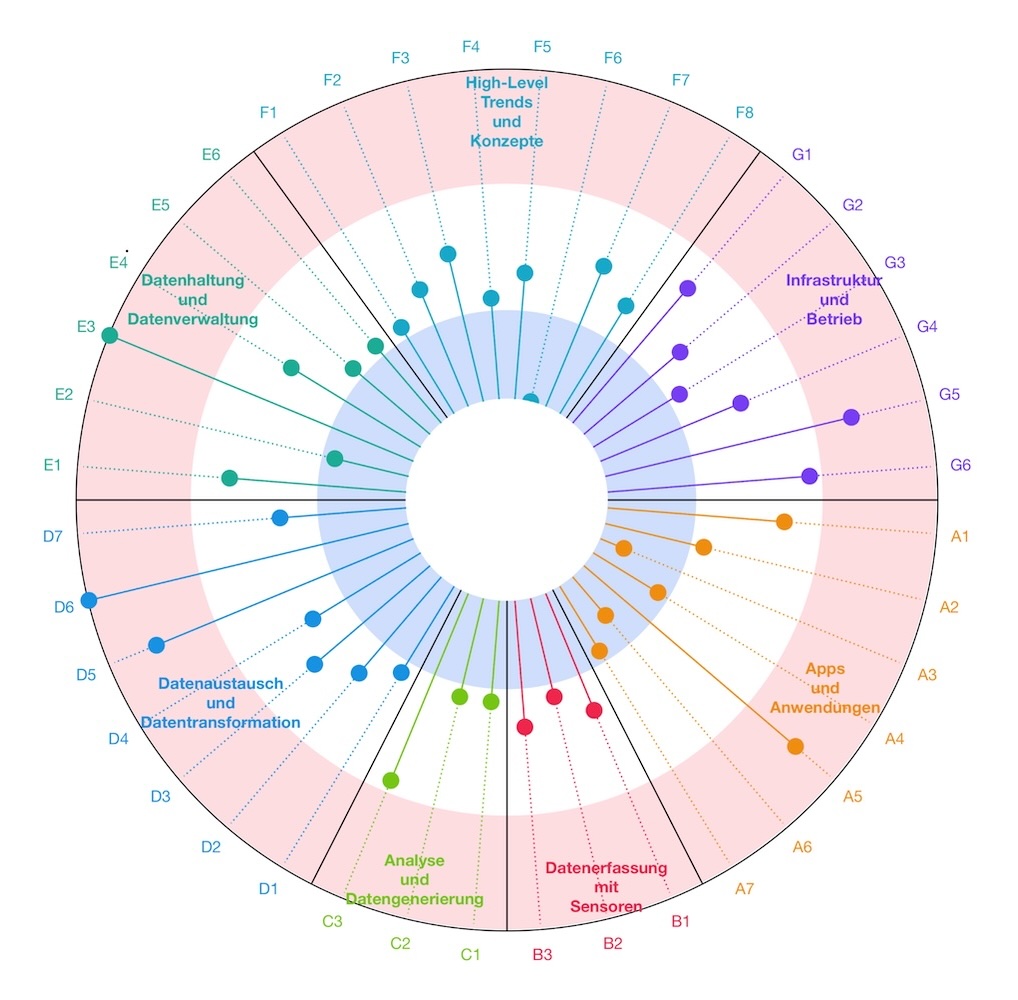 F4
F5
F3
F6
F2
F7
F1
F8
High-Level
Trends
und
Konzepte
E6
G1
E5
G2
E4
G3
Datenhaltung
und
Datenverwaltung
Infrastruktur
und
Betrieb
E3
G4
E2
G5
E1
G6
D7
A1
D6
A2
D5
A3
Datenaustausch
und
Datentransformation
Apps
und
Anwendungen
D4
A4
D3
A5
D2
A6
D1
A7
Analyse
und
Datengenerierung
Datenerfassung
mit
Sensoren
C3
B1
C2
B2
C1
B3